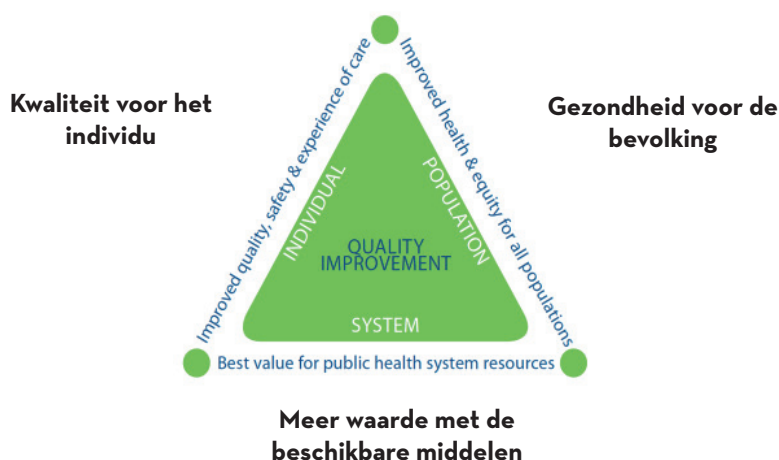 Kwaliteit voor het
individu
Improved quality, safety & experience of care
Improved health & equity for all populations
Gezondheid voor de
bevolking
INDIVIDUAL
POPULATION
QUALITY
IMPROVEMENT
SYSTEM
Best value for public health system resources
Meer waarde met de
beschikbare middelen